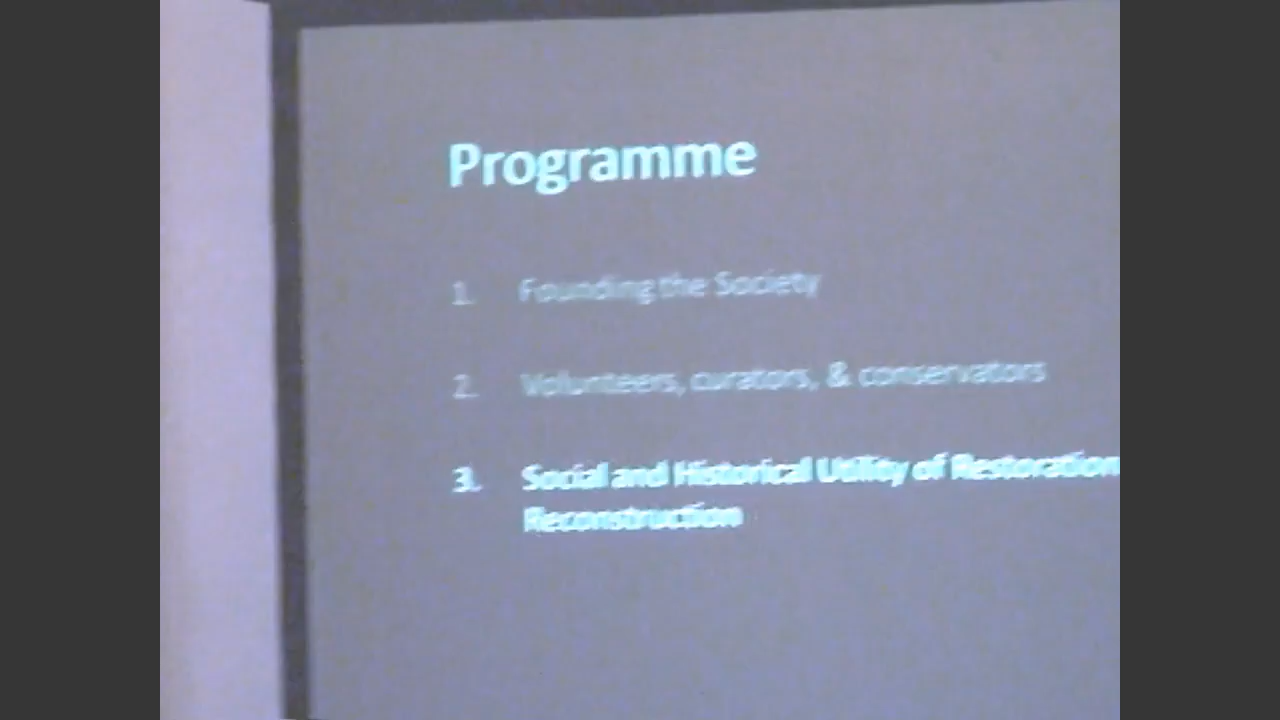 Programme
1. Founding the Society
2. Volunteers, curators, & conservators
3. Social and Historical Utility of Restoration
Reconstruction